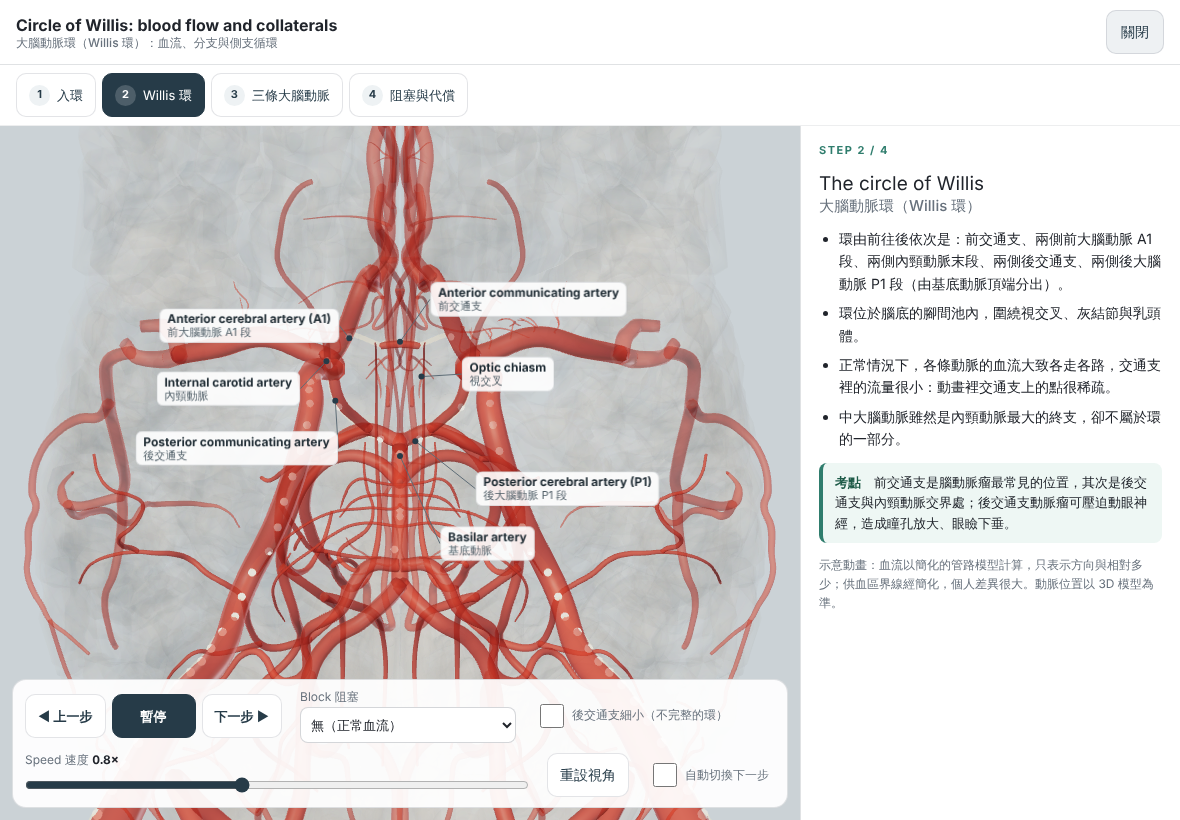 Circle of Willis: blood flow and collaterals
大腦動脈環（Willis 環）：血流、分支與側支循環
關閉
1 入環
2 Willis 環
3 三條大腦動脈
4 阻塞與代償
Anterior communicating artery
前交通支
Anterior cerebral artery (A1)
前大腦動脈 A1 段
Optic chiasm
視交叉
Internal carotid artery
內頸動脈
Posterior communicating artery
後交通支
Posterior cerebral artery (P1)
後大腦動脈 P1 段
Basilar artery
基底動脈
◀ 上一步
暫停
下一步 ▶
Block 阻塞
無（正常血流）
後交通支細小（不完整的環）
Speed 速度 0.8×
重設視角
自動切換下一步
STEP 2 / 4
The circle of Willis
大腦動脈環（Willis 環）
• 環由前往後依次是：前交通支、兩側前大腦動脈 A1
段、兩側內頸動脈末段、兩側後交通支、兩側後大腦
動脈 P1 段（由基底動脈頂端分出）。
• 環位於腦底的腳間池內，圍繞視交叉、灰結節與乳頭
體。
• 正常情況下，各條動脈的血流大致各走各路，交通支
裡的流量很小：動畫裡交通支上的點很稀疏。
• 中大腦動脈雖然是內頸動脈最大的終支，卻不屬於環
的一部分。
考點 前交通支是腦動脈瘤最常見的位置，其次是後交
通支與內頸動脈交界處；後交通支動脈瘤可壓迫動眼神
經，造成瞳孔放大、眼瞼下垂。
示意動畫：血流以簡化的管路模型計算，只表示方向與相對多
少；供血區界線經簡化，個人差異很大。動脈位置以 3D 模型為
準。